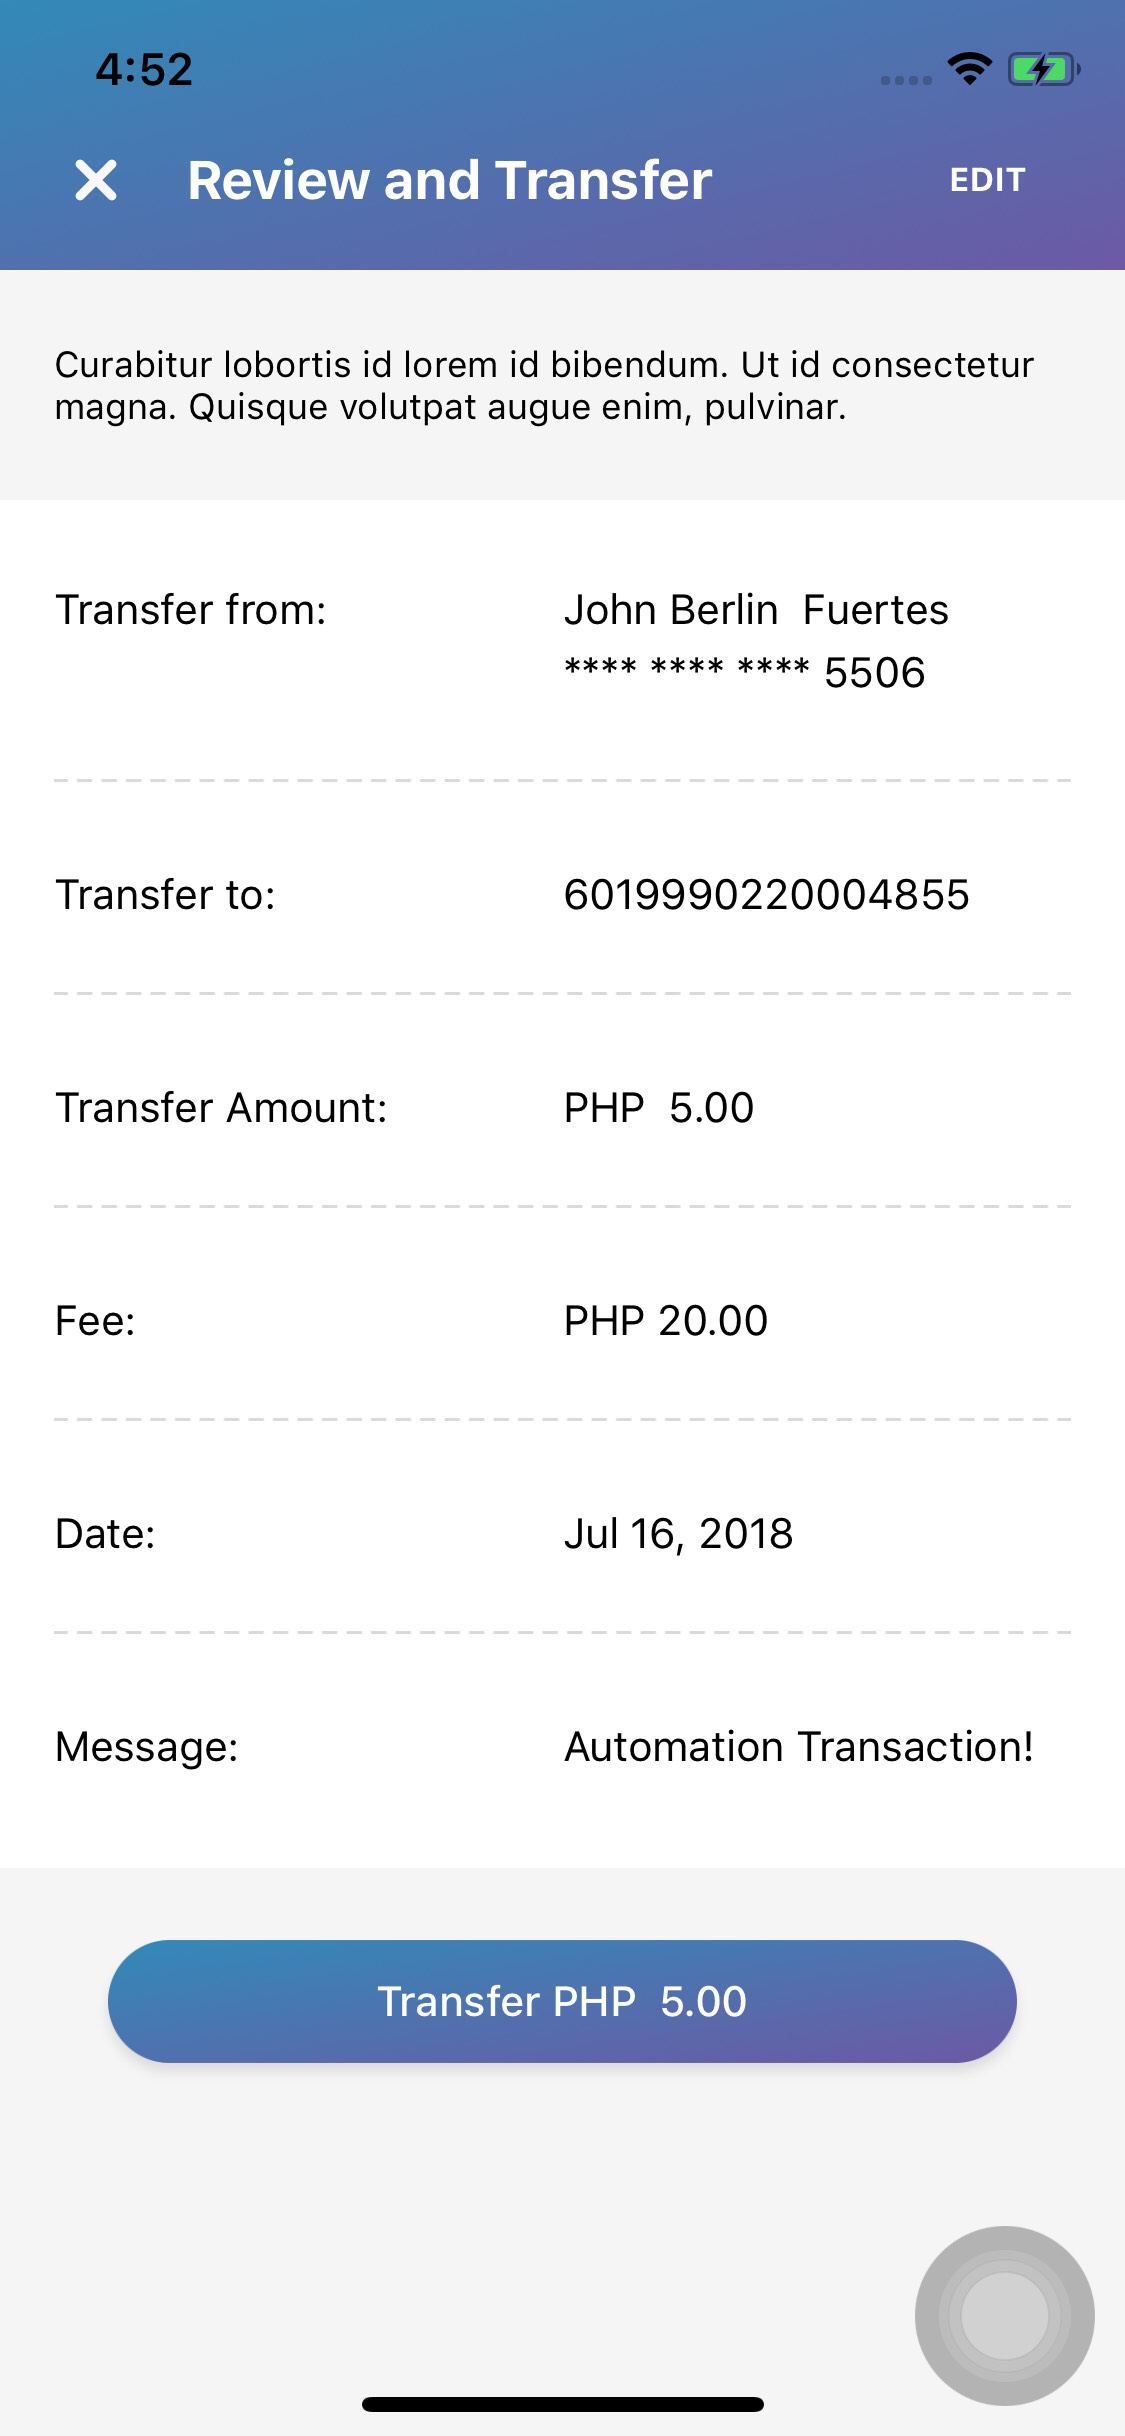 4:52
Review and Transfer
EDIT
Curabitur lobortis id lorem id bibendum. Ut id consectetur
magna. Quisque volutpat augue enim, pulvinar.
Transfer from: John Berlin  Fuertes
**** **** **** 5506
Transfer to: 6019990220004855
Transfer Amount: PHP  5.00
Fee: PHP 20.00
Date: Jul 16, 2018
Message: Automation Transaction!
Transfer PHP  5.00